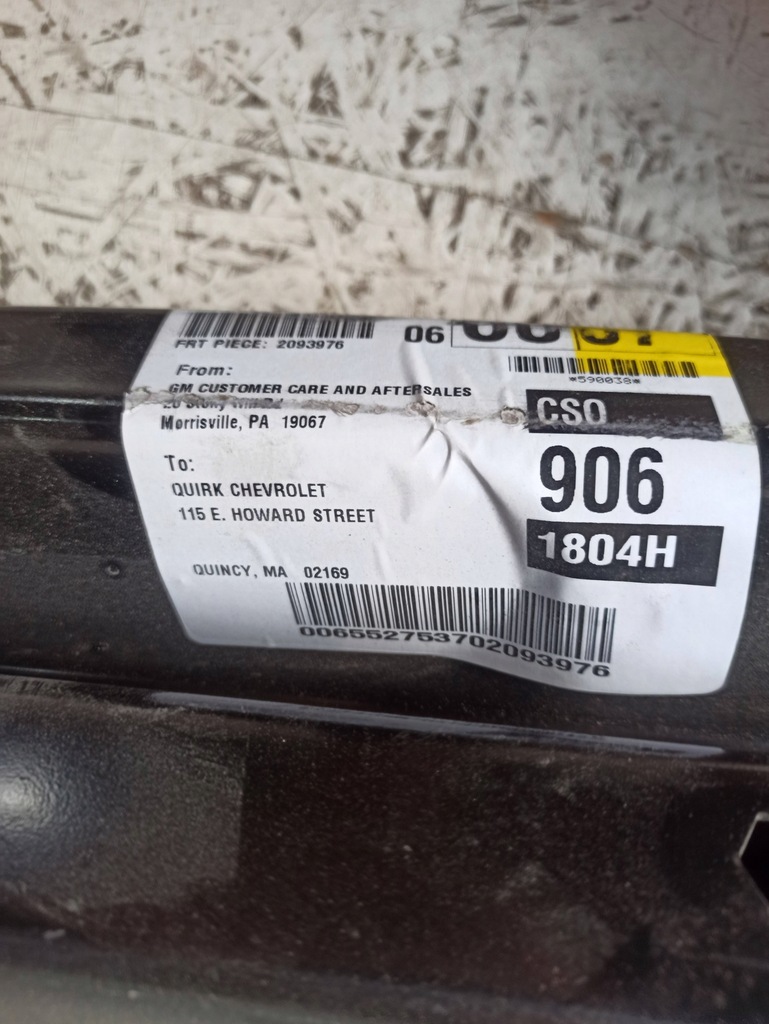 06
FRT PIECE: 2093976
*590038*
From:
GM CUSTOMER CARE AND AFTERSALES
Morrisville, PA 19067
CSO
906
1804H
To:
QUIRK CHEVROLET
115 E. HOWARD STREET
QUINCY, MA 02169
006552753702093976